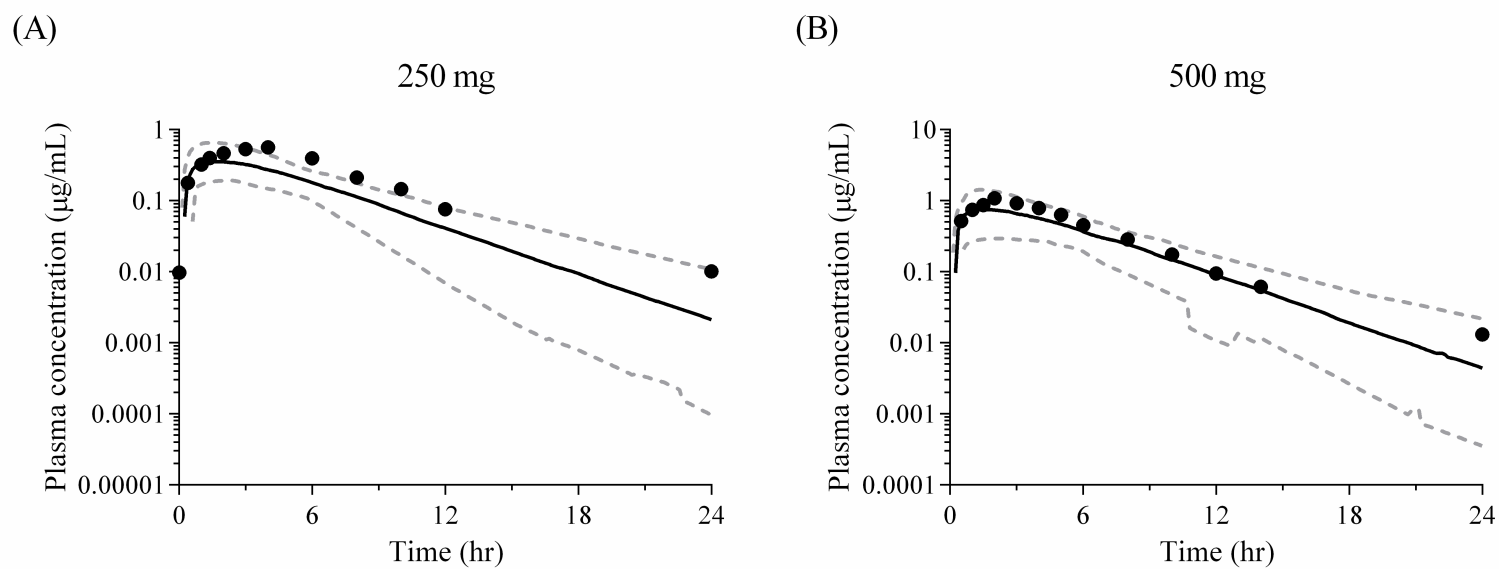 (A)
250 mg
Plasma concentration (μg/mL)
1
0.1
0.01
0.001
0.0001
0.00001
0 6 12 18 24
Time (hr)
(B)
500 mg
Plasma concentration (μg/mL)
10
1
0.1
0.01
0.001
0.0001
0 6 12 18 24
Time (hr)